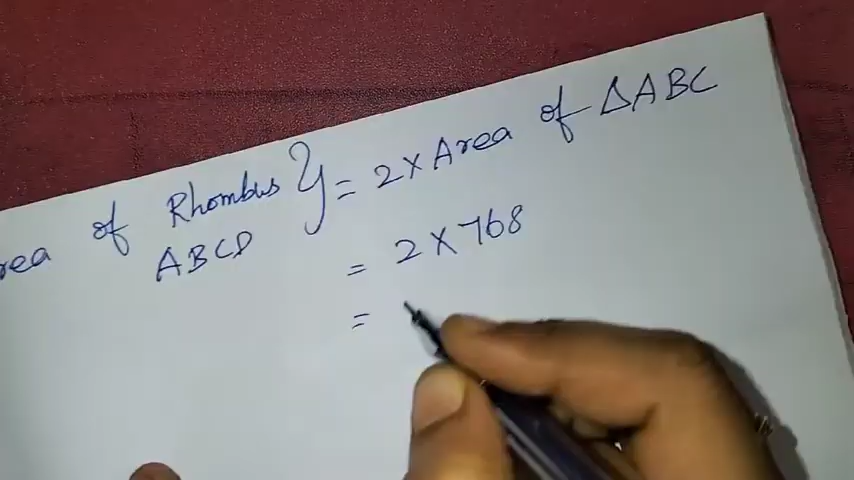 rea of Rhombus } = 2 × Area of ΔABC
ABCD
= 2 × 768
=